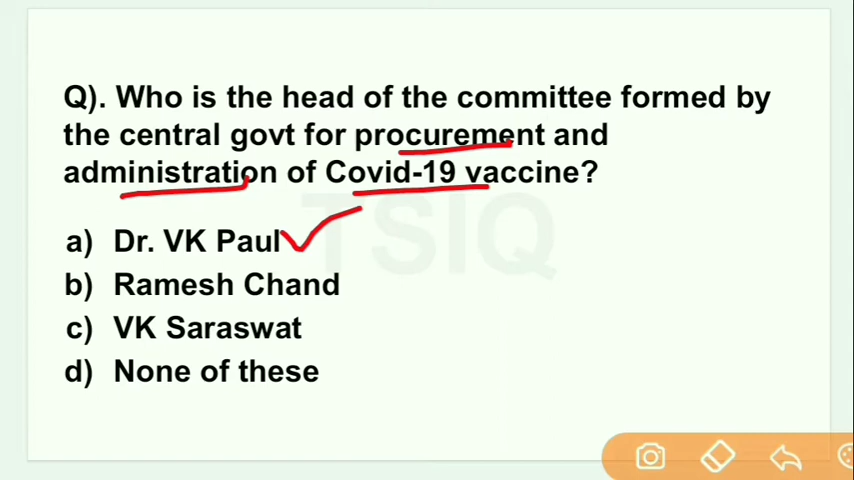 Q). Who is the head of the committee formed by
the central govt for procurement and
administration of Covid-19 vaccine?
TSIQ
a) Dr. VK Paul
b) Ramesh Chand
c) VK Saraswat
d) None of these